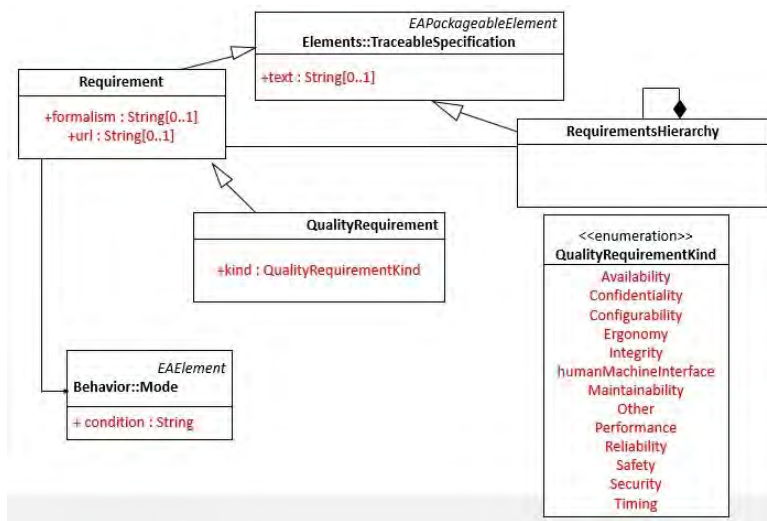 EAPackageableElement
Elements::TraceableSpecification
+text : String[0..1]
Requirement
+formalism : String[0..1]
+url : String[0..1]
RequirementsHierarchy
QualityRequirement
+kind : QualityRequirementKind
<<enumeration>>
QualityRequirementKind
Availability
Confidentiality
Configurability
Ergonomy
Integrity
humanMachineInterface
Maintainability
Other
Performance
Reliability
Safety
Security
Timing
EAElement
Behavior::Mode
+ condition : String